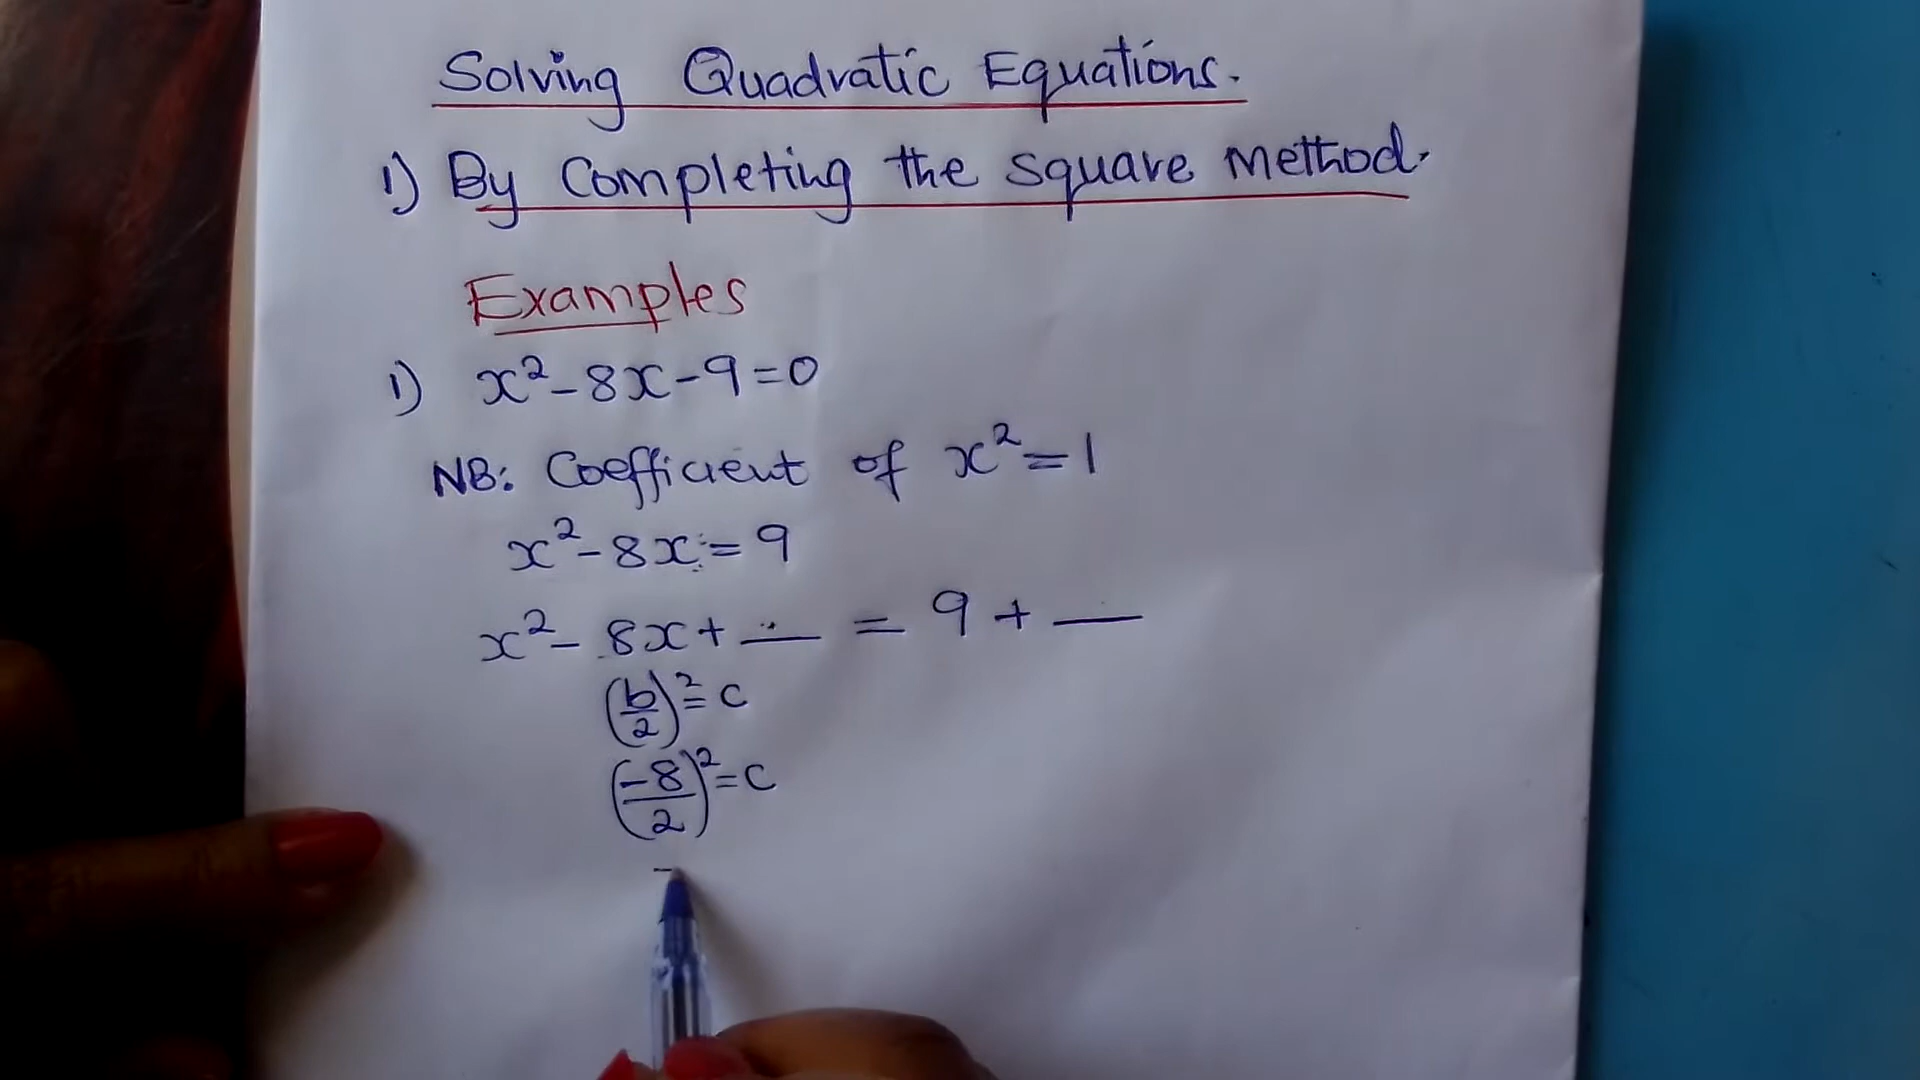 Solving Quadratic Equations.
1) By Completing the square Method.
Examples
1) x²-8x-9=0
NB: Coefficient of x²=1
x²-8x=9
x²-8x+__=9+__
(b/2)²=c
(-8/2)²=c
-